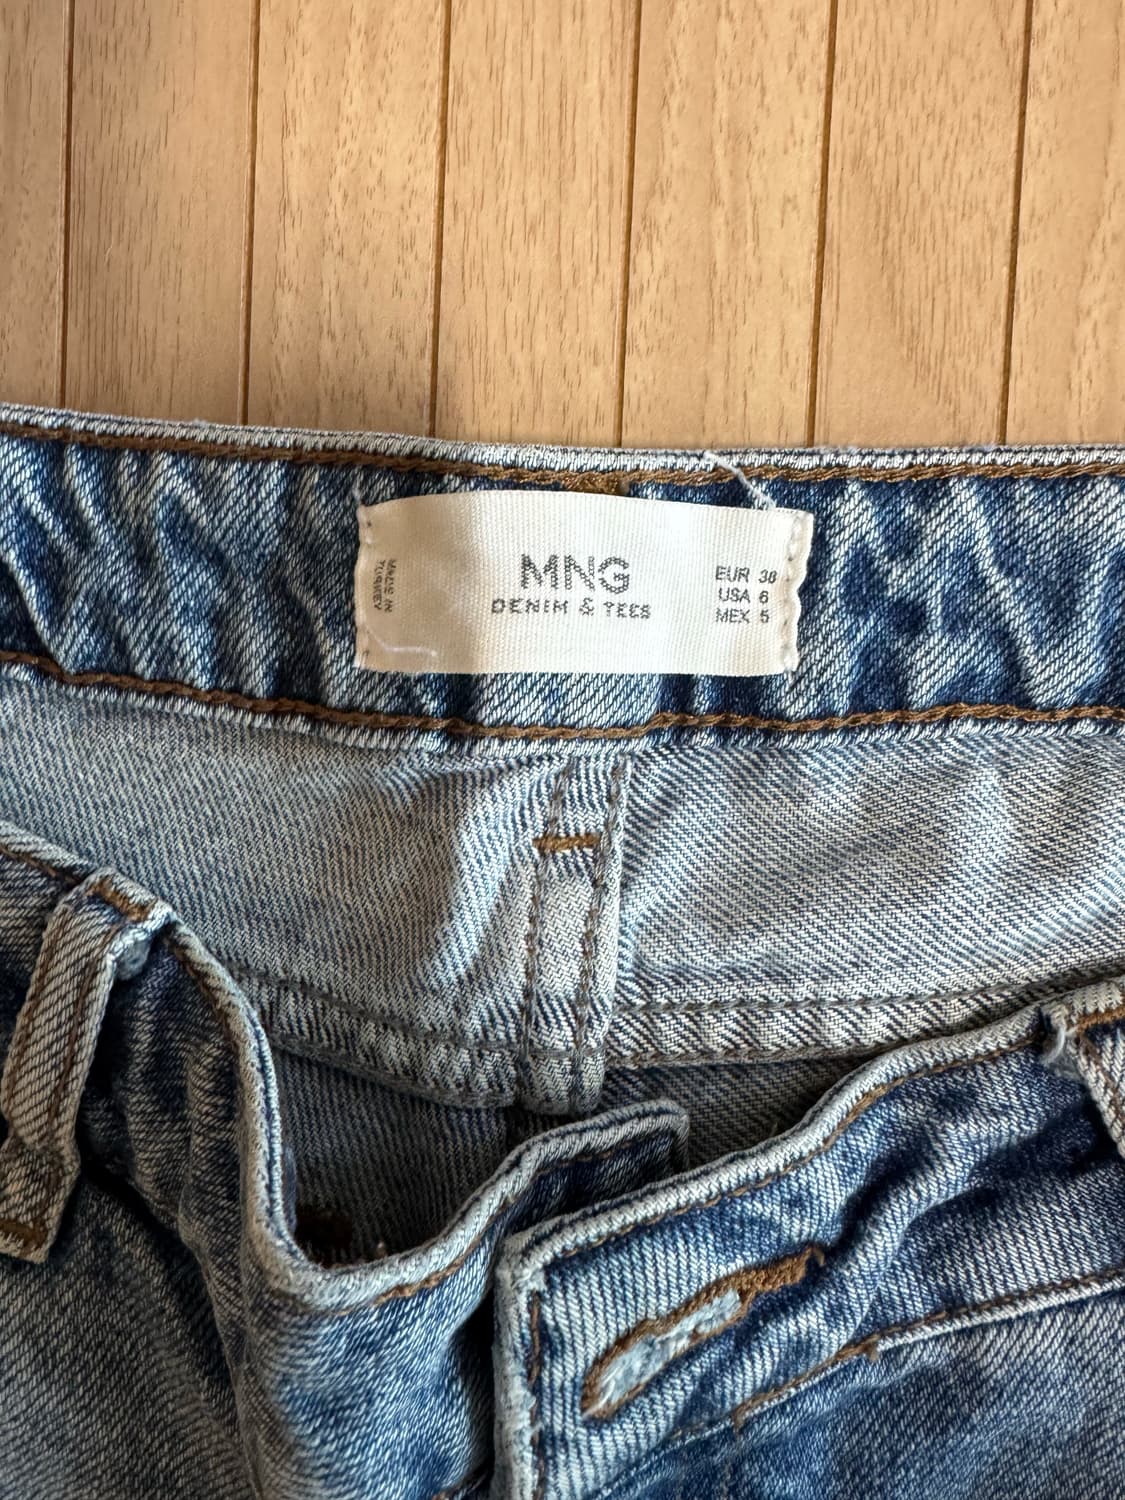 MADE IN
TURKEY
MNG
DENIM & TEES
EUR 38
USA 6
MEX 5